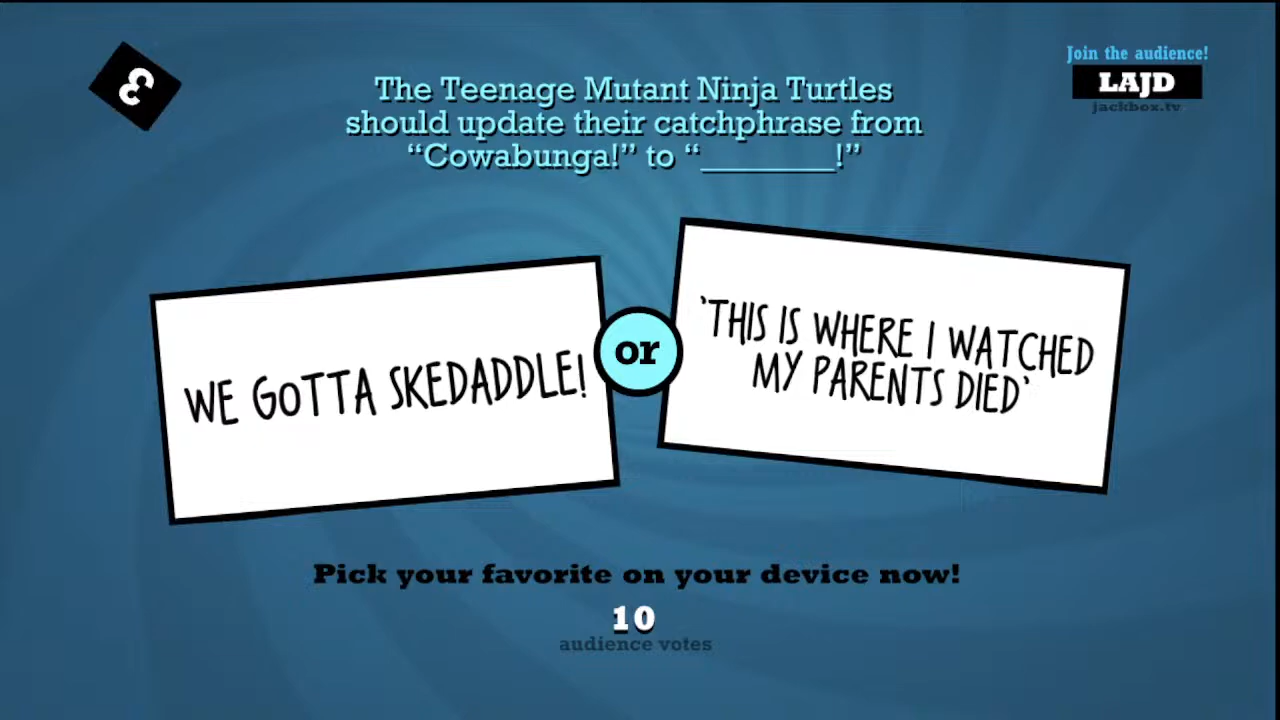 3
Join the audience!
LAJD
jackbox.tv
The Teenage Mutant Ninja Turtles
should update their catchphrase from
“Cowabunga!” to “________!”
WE GOTTA SKEDADDLE!
or
`THIS IS WHERE I WATCHED
MY PARENTS DIED`
Pick your favorite on your device now!
10
audience votes